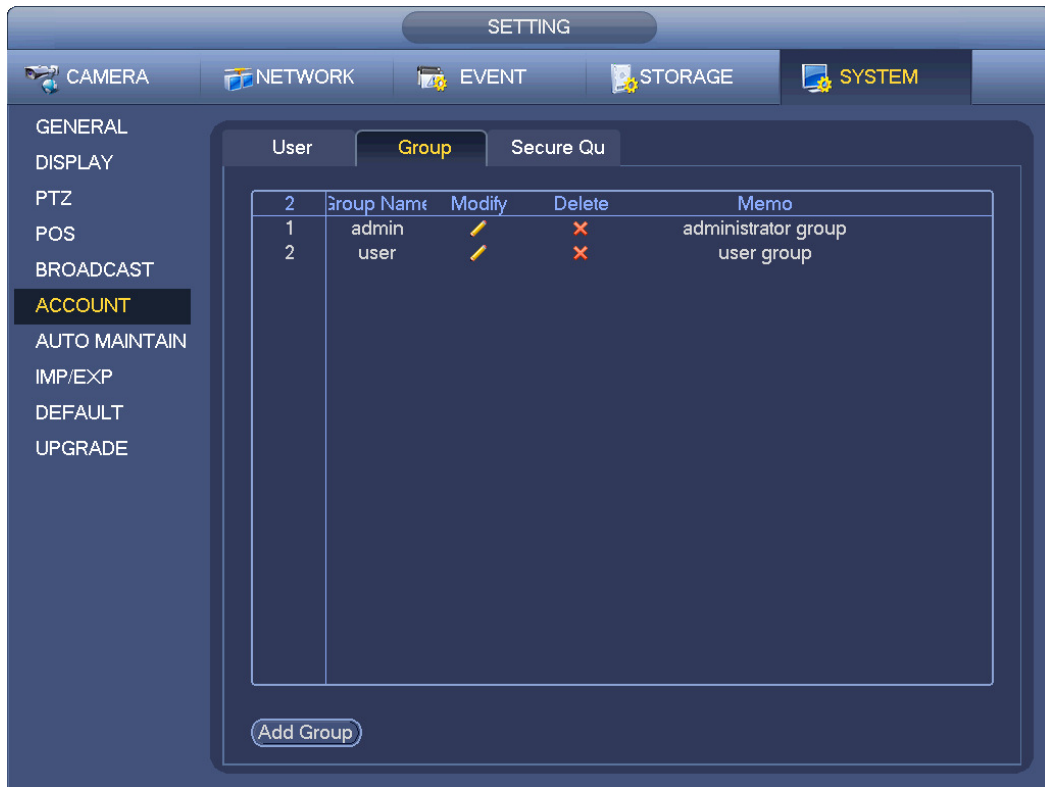 SETTING
CAMERA NETWORK EVENT STORAGE SYSTEM
GENERAL
DISPLAY
PTZ
POS
BROADCAST
ACCOUNT
AUTO MAINTAIN
IMP/EXP
DEFAULT
UPGRADE
User Group Secure Qu
2 Group Name Modify Delete Memo
1 admin administrator group
2 user user group
Add Group